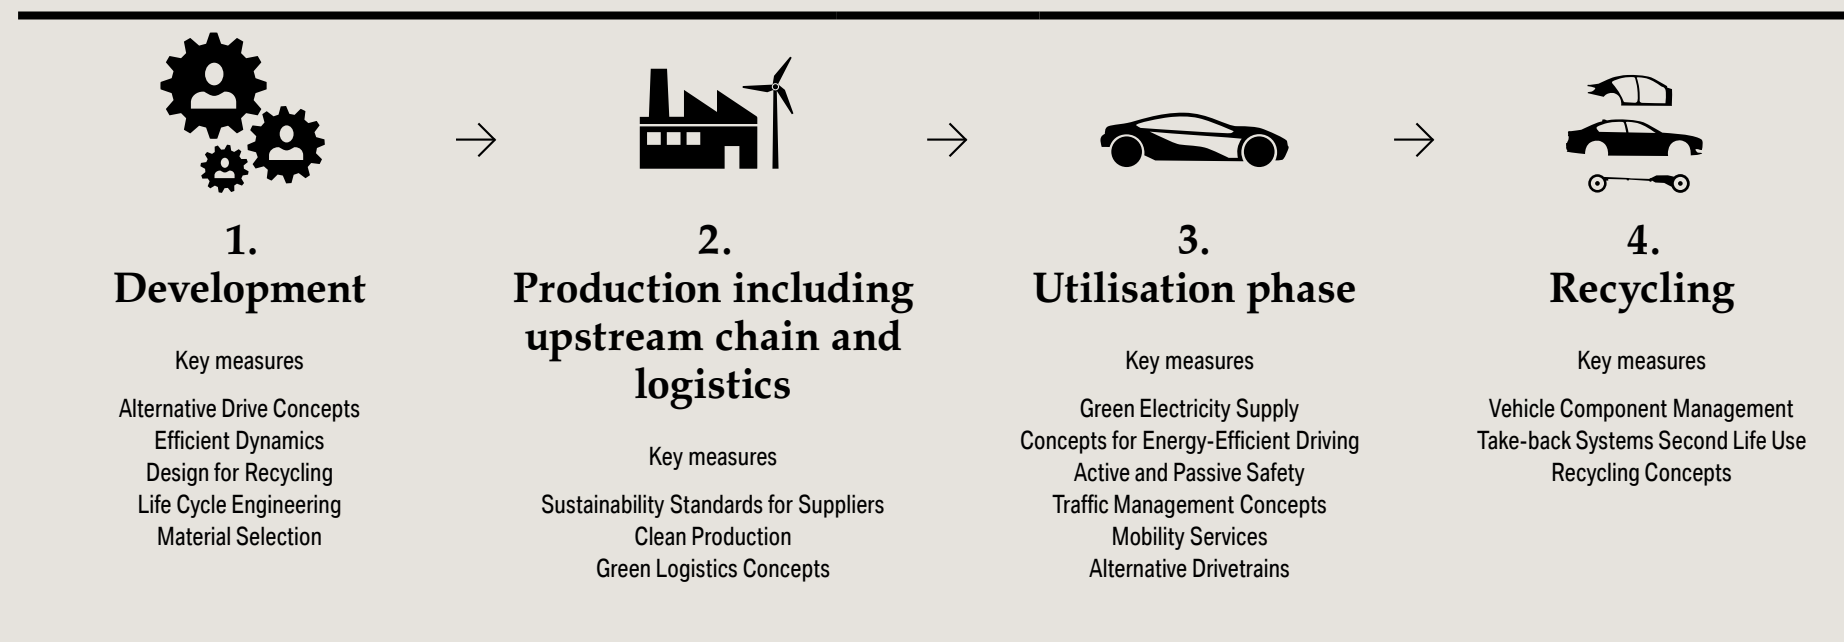 1.
Development
Key measures
Alternative Drive Concepts
Efficient Dynamics
Design for Recycling
Life Cycle Engineering
Material Selection
2.
Production including
upstream chain and
logistics
Key measures
Sustainability Standards for Suppliers
Clean Production
Green Logistics Concepts
3.
Utilisation phase
Key measures
Green Electricity Supply
Concepts for Energy-Efficient Driving
Active and Passive Safety
Traffic Management Concepts
Mobility Services
Alternative Drivetrains
4.
Recycling
Key measures
Vehicle Component Management
Take-back Systems Second Life Use
Recycling Concepts